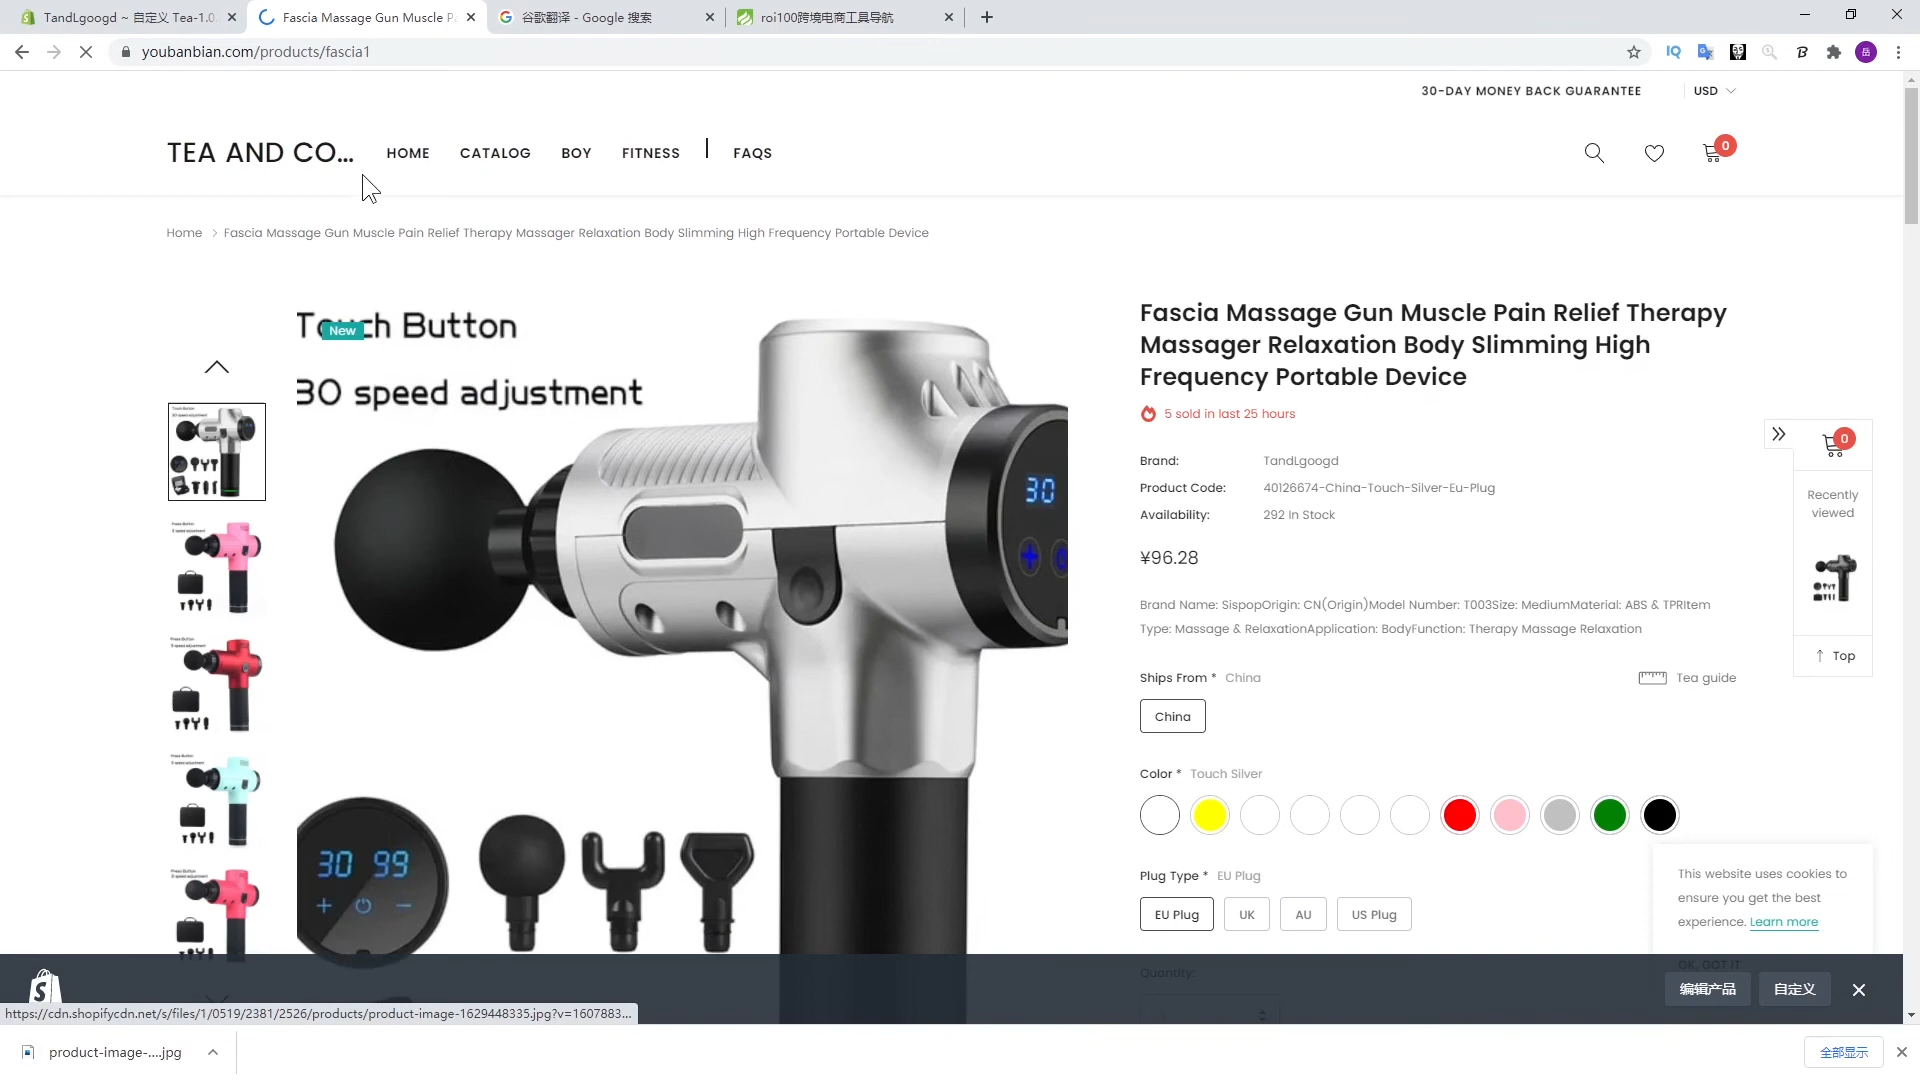 TandLgoogd ~ 自定义 Tea-1.0.
Fascia Massage Gun Muscle Pa
谷歌翻译 - Google 搜索
roi100跨境电商工具导航
youbanbian.com/products/fascia1
30-DAY MONEY BACK GUARANTEE
USD
TEA AND CO...
HOME
CATALOG
BOY
FITNESS
FAQS
0
Home
Fascia Massage Gun Muscle Pain Relief Therapy Massager Relaxation Body Slimming High Frequency Portable Device
New
Touch Button
30 speed adjustment
30
30 99
Fascia Massage Gun Muscle Pain Relief Therapy
Massager Relaxation Body Slimming High
Frequency Portable Device
5 sold in last 25 hours
Brand: TandLgoogd
Product Code: 40126674-China-Touch-Silver-Eu-Plug
Availability: 292 In Stock
¥96.28
Brand Name: SispopOrigin: CN(Origin)Model Number: T003Size: MediumMaterial: ABS & TPRItem
Type: Massage & RelaxationApplication: BodyFunction: Therapy Massage Relaxation
Ships From * China
Tea guide
China
Color * Touch Silver
Plug Type * EU Plug
EU Plug
UK
AU
US Plug
Quantity:
0
Recently
viewed
Top
This website uses cookies to
ensure you get the best
experience. Learn more
OK, GOT IT
编辑产品
自定义
https://cdn.shopifycdn.net/s/files/1/0519/2381/2526/products/product-image-1629448335.jpg?v=1607883...
product-image-....jpg
全部显示